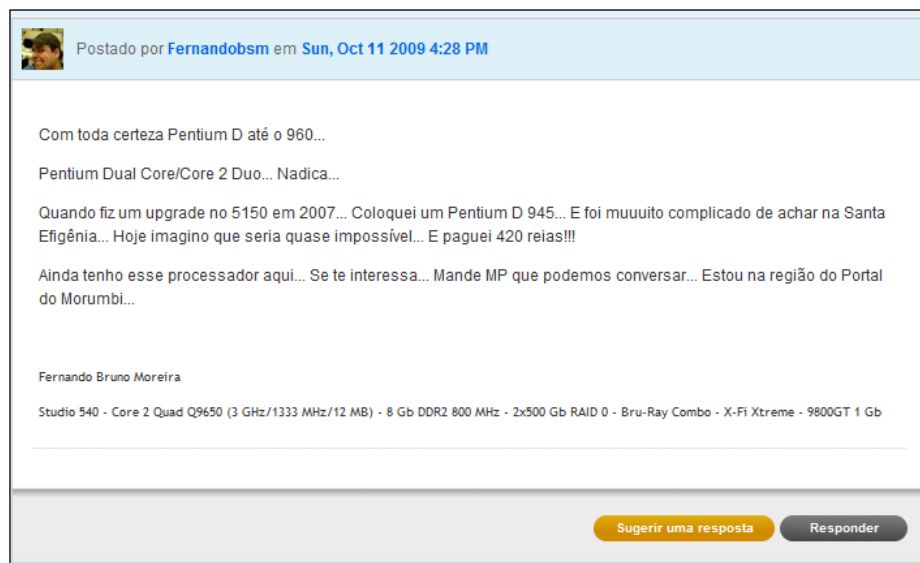 Postado por Fernandobsm em Sun, Oct 11 2009 4:28 PM
Com toda certeza Pentium D até o 960...
Pentium Dual Core/Core 2 Duo... Nadica...
Quando fiz um upgrade no 5150 em 2007... Coloquei um Pentium D 945... E foi muuuito complicado de achar na Santa
Efigênia... Hoje imagino que seria quase impossível... E paguei 420 reias!!!
Ainda tenho esse processador aqui... Se te interessa... Mande MP que podemos conversar... Estou na região do Portal
do Morumbi...
Fernando Bruno Moreira
Studio 540 - Core 2 Quad Q9650 (3 GHz/1333 MHz/12 MB) - 8 Gb DDR2 800 MHz - 2x500 Gb RAID 0 - Bru-Ray Combo - X-Fi Xtreme - 9800GT 1 Gb
Sugerir uma resposta Responder